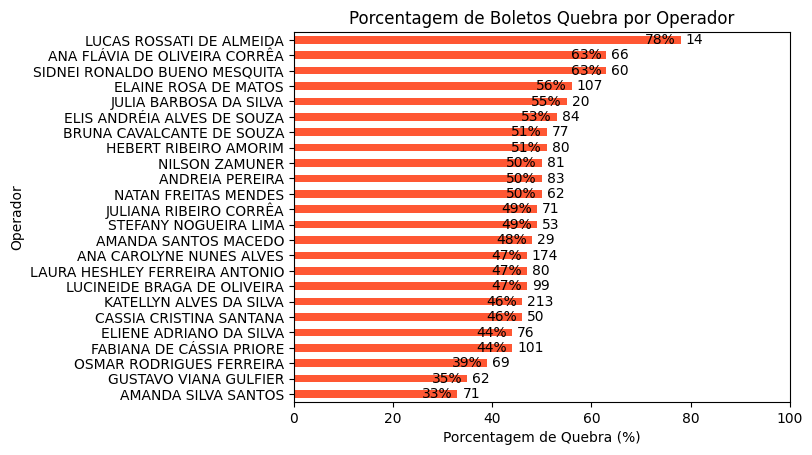 Porcentagem de Boletos Quebra por Operador
LUCAS ROSSATI DE ALMEIDA 78% 14
ANA FLÁVIA DE OLIVEIRA CORRÊA 63% 66
SIDNEI RONALDO BUENO MESQUITA 63% 60
ELAINE ROSA DE MATOS 56% 107
JULIA BARBOSA DA SILVA 55% 20
ELIS ANDRÉIA ALVES DE SOUZA 53% 84
BRUNA CAVALCANTE DE SOUZA 51% 77
HEBERT RIBEIRO AMORIM 51% 80
NILSON ZAMUNER 50% 81
ANDREIA PEREIRA 50% 83
NATAN FREITAS MENDES 50% 62
JULIANA RIBEIRO CORRÊA 49% 71
STEFANY NOGUEIRA LIMA 49% 53
AMANDA SANTOS MACEDO 48% 29
ANA CAROLYNE NUNES ALVES 47% 174
LAURA HESHLEY FERREIRA ANTONIO 47% 80
LUCINEIDE BRAGA DE OLIVEIRA 47% 99
KATELLYN ALVES DA SILVA 46% 213
CASSIA CRISTINA SANTANA 46% 50
ELIENE ADRIANO DA SILVA 44% 76
FABIANA DE CÁSSIA PRIORE 44% 101
OSMAR RODRIGUES FERREIRA 39% 69
GUSTAVO VIANA GULFIER 35% 62
AMANDA SILVA SANTOS 33% 71
Operador
0 20 40 60 80 100
Porcentagem de Quebra (%)